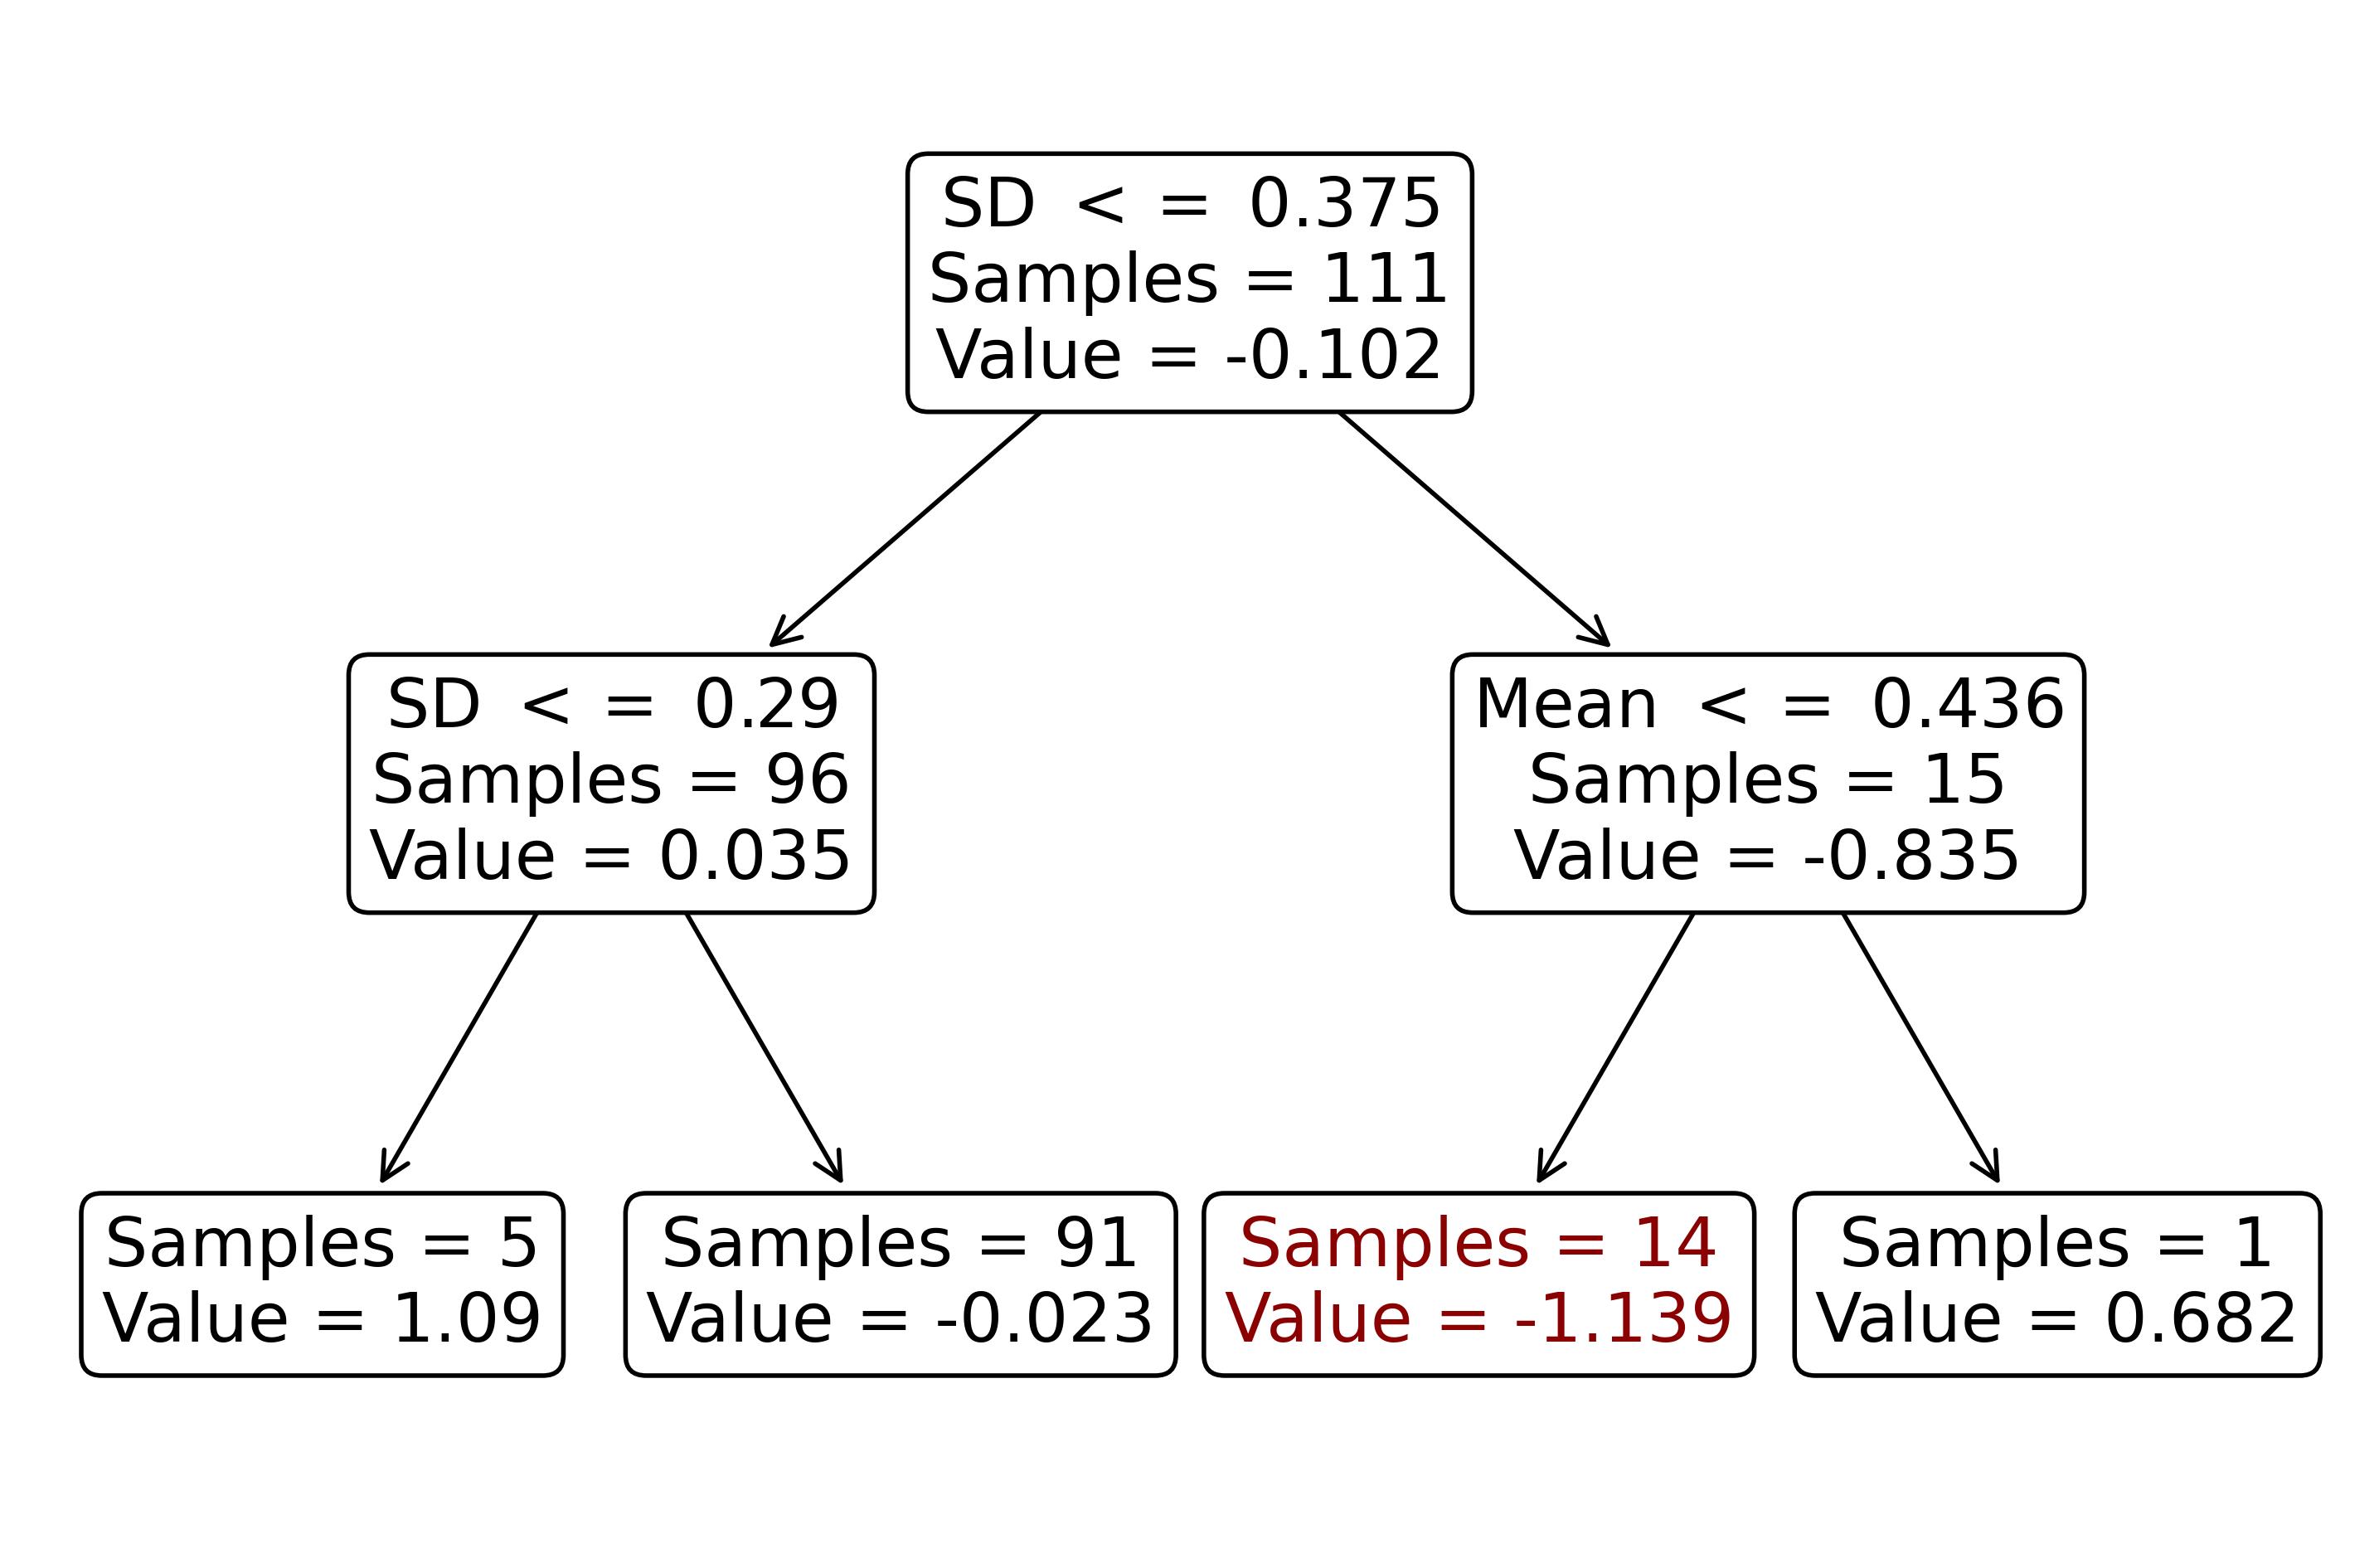 SD < = 0.375
Samples = 111
Value = -0.102
SD < = 0.29
Samples = 96
Value = 0.035
Mean < = 0.436
Samples = 15
Value = -0.835
Samples = 5
Value = 1.09
Samples = 91
Value = -0.023
Samples = 14
Value = -1.139
Samples = 1
Value = 0.682